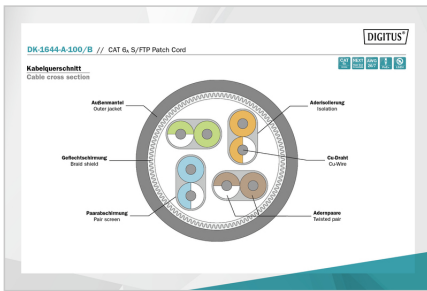 DIGITUS®
DK-1644-A-100/B // CAT 6A S/FTP Patch Cord
Kabelquerschnitt
Cable cross section
Außenmantel
Outer jacket
Aderisolierung
Isolation
Geflechtschirmung
Braid shield
Cu-Draht
Cu-Wire
Paarabschirmung
Pair screen
Adernpaare
Twisted pair